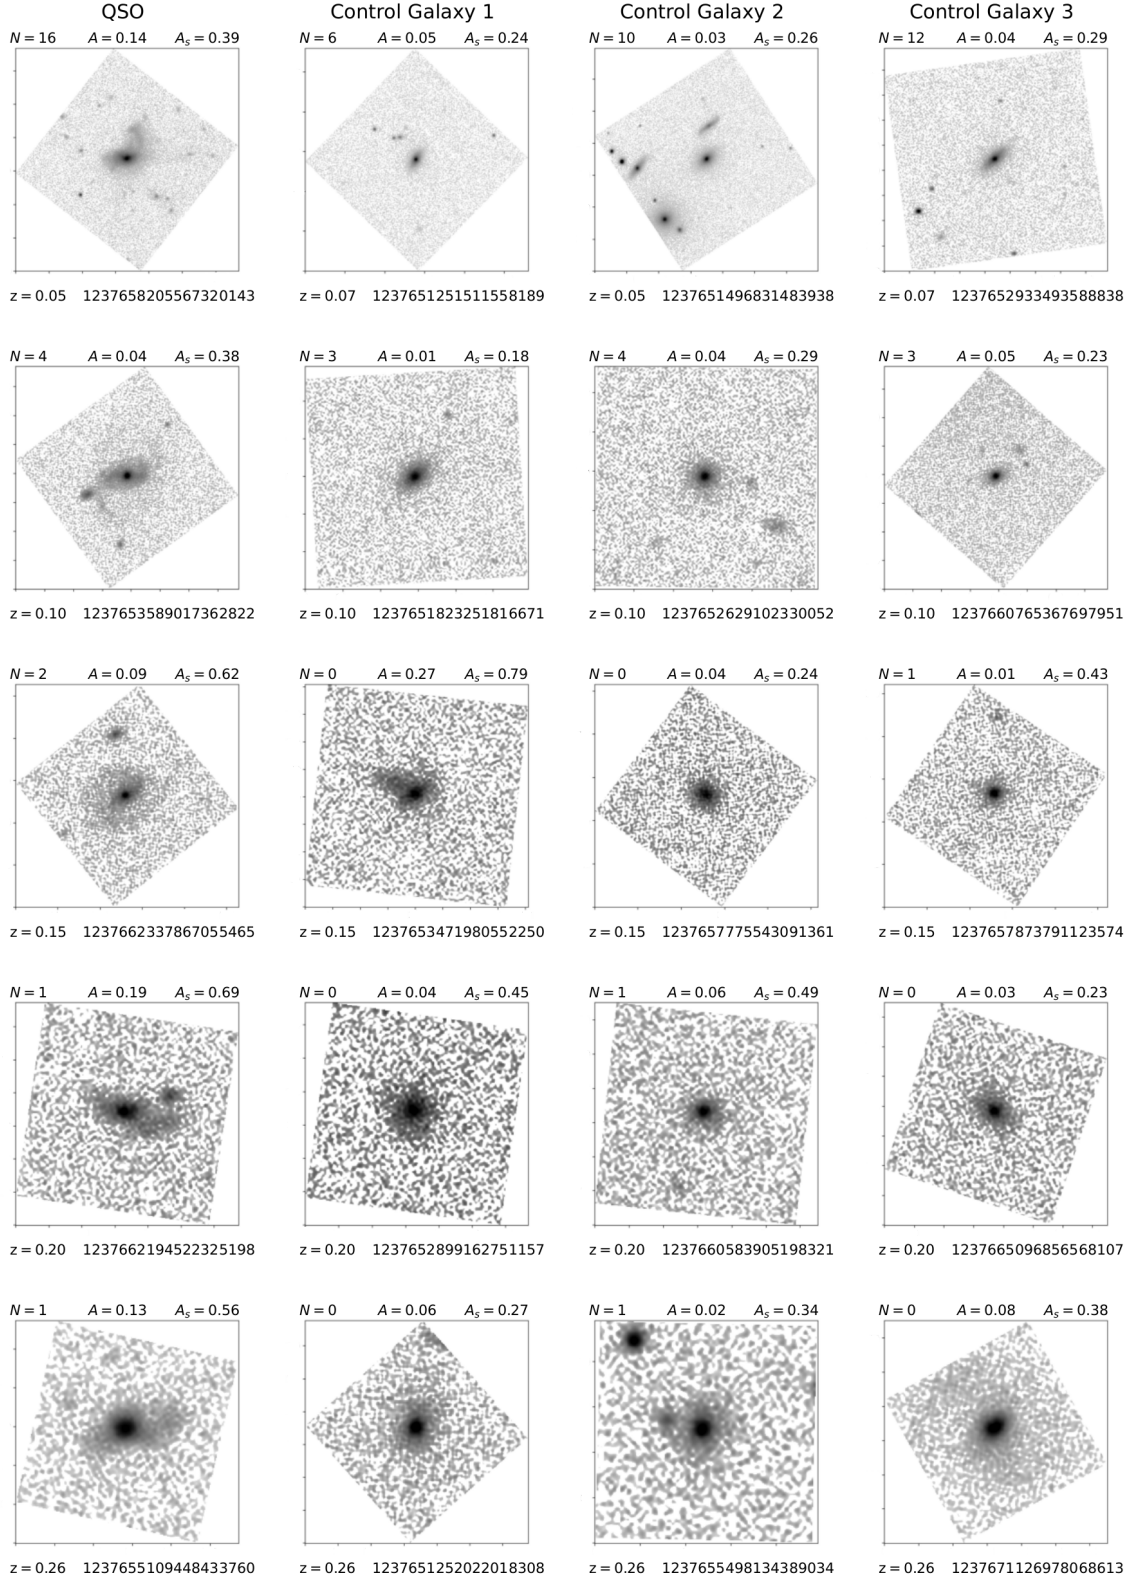 QSO Control Galaxy 1 Control Galaxy 2 Control Galaxy 3
N = 16 A = 0.14 A_s = 0.39 N = 6 A = 0.05 A_s = 0.24 N = 10 A = 0.03 A_s = 0.26 N = 12 A = 0.04 A_s = 0.29
z = 0.05 1237658205567320143 z = 0.07 1237651251511558189 z = 0.05 1237651496831483938 z = 0.07 1237652933493588838
N = 4 A = 0.04 A_s = 0.38 N = 3 A = 0.01 A_s = 0.18 N = 4 A = 0.04 A_s = 0.29 N = 3 A = 0.05 A_s = 0.23
z = 0.10 1237653589017362822 z = 0.10 1237651823251816671 z = 0.10 1237652629102330052 z = 0.10 1237660765367697951
N = 2 A = 0.09 A_s = 0.62 N = 0 A = 0.27 A_s = 0.79 N = 0 A = 0.04 A_s = 0.24 N = 1 A = 0.01 A_s = 0.43
z = 0.15 1237662337867055465 z = 0.15 1237653471980552250 z = 0.15 1237657775543091361 z = 0.15 1237657873791123574
N = 1 A = 0.19 A_s = 0.69 N = 0 A = 0.04 A_s = 0.45 N = 1 A = 0.06 A_s = 0.49 N = 0 A = 0.03 A_s = 0.23
z = 0.20 1237662194522325198 z = 0.20 1237652899162751157 z = 0.20 1237660583905198321 z = 0.20 1237665096856568107
N = 1 A = 0.13 A_s = 0.56 N = 0 A = 0.06 A_s = 0.27 N = 1 A = 0.02 A_s = 0.34 N = 0 A = 0.08 A_s = 0.38
z = 0.26 1237655109448433760 z = 0.26 1237651252022018308 z = 0.26 1237655498134389034 z = 0.26 1237671126978068613